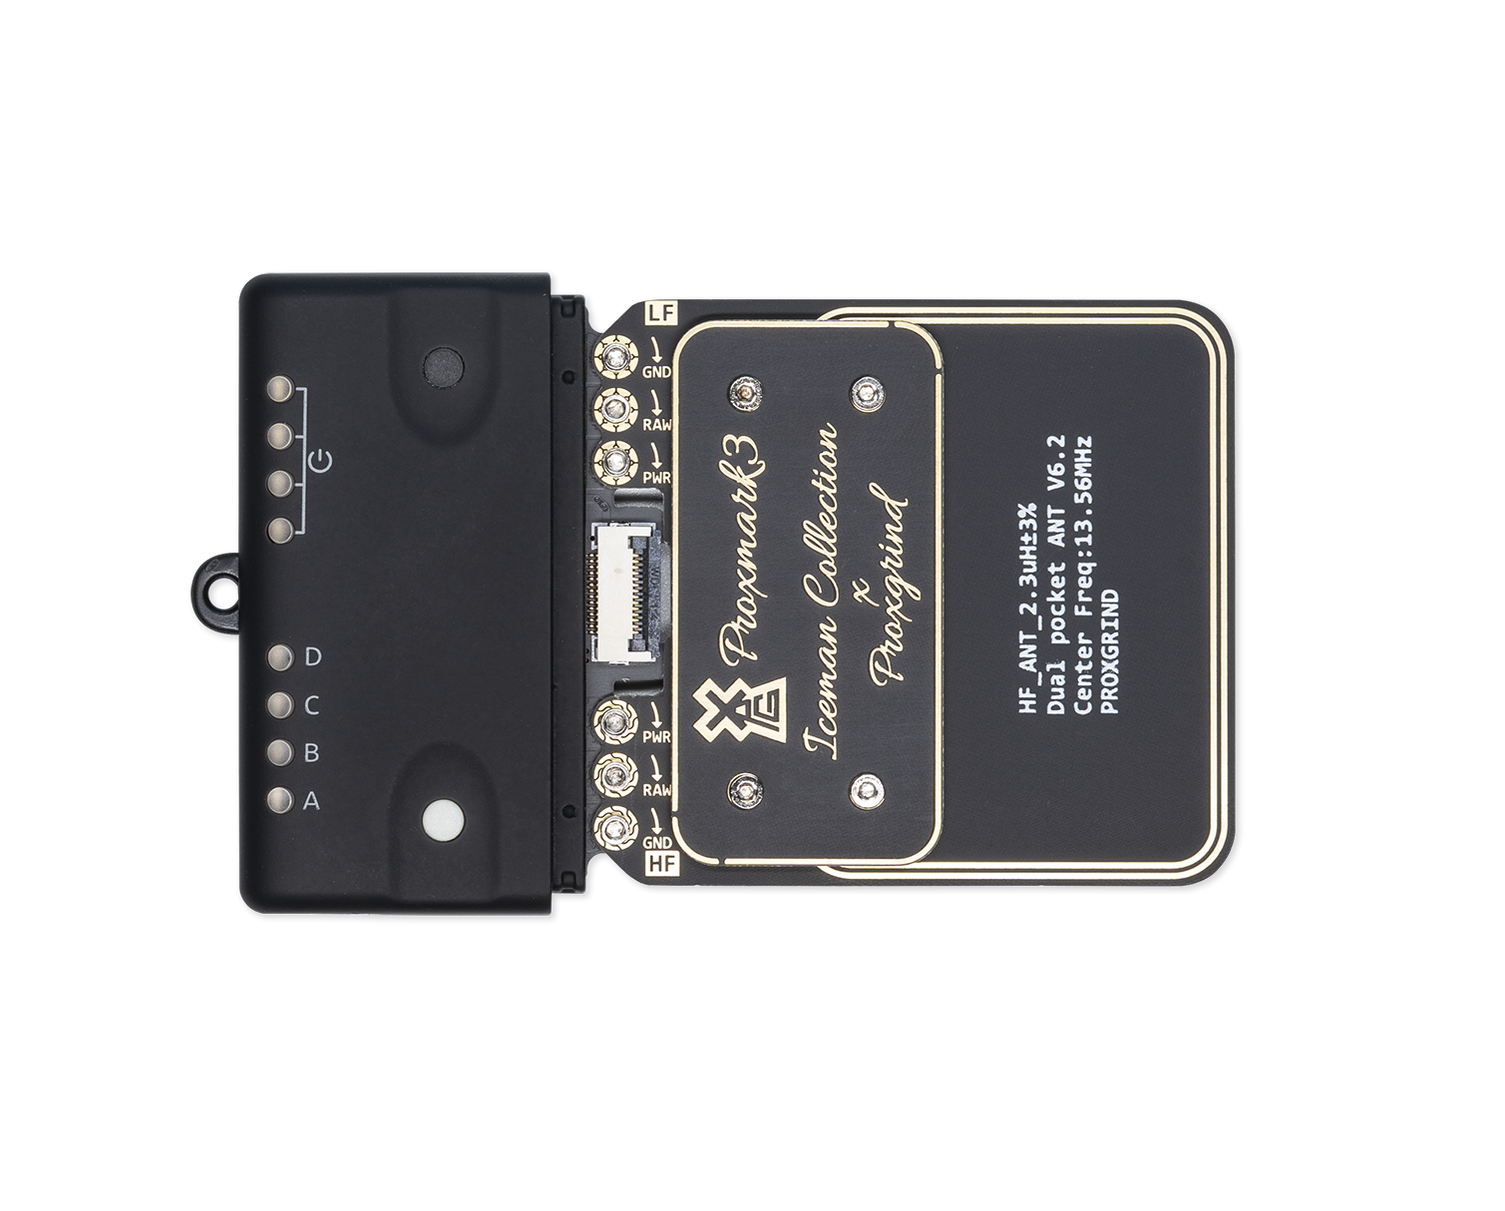 LF
GND
RAW
PWR
PWR
RAW
GND
HF
D
C
B
A
Proxmark3
Iceman Collection
x
Proxgrind
HF_ANT_2.3uH±3%
Dual pocket ANT V6.2
Center Freq:13.56MHz
PROXGRIND